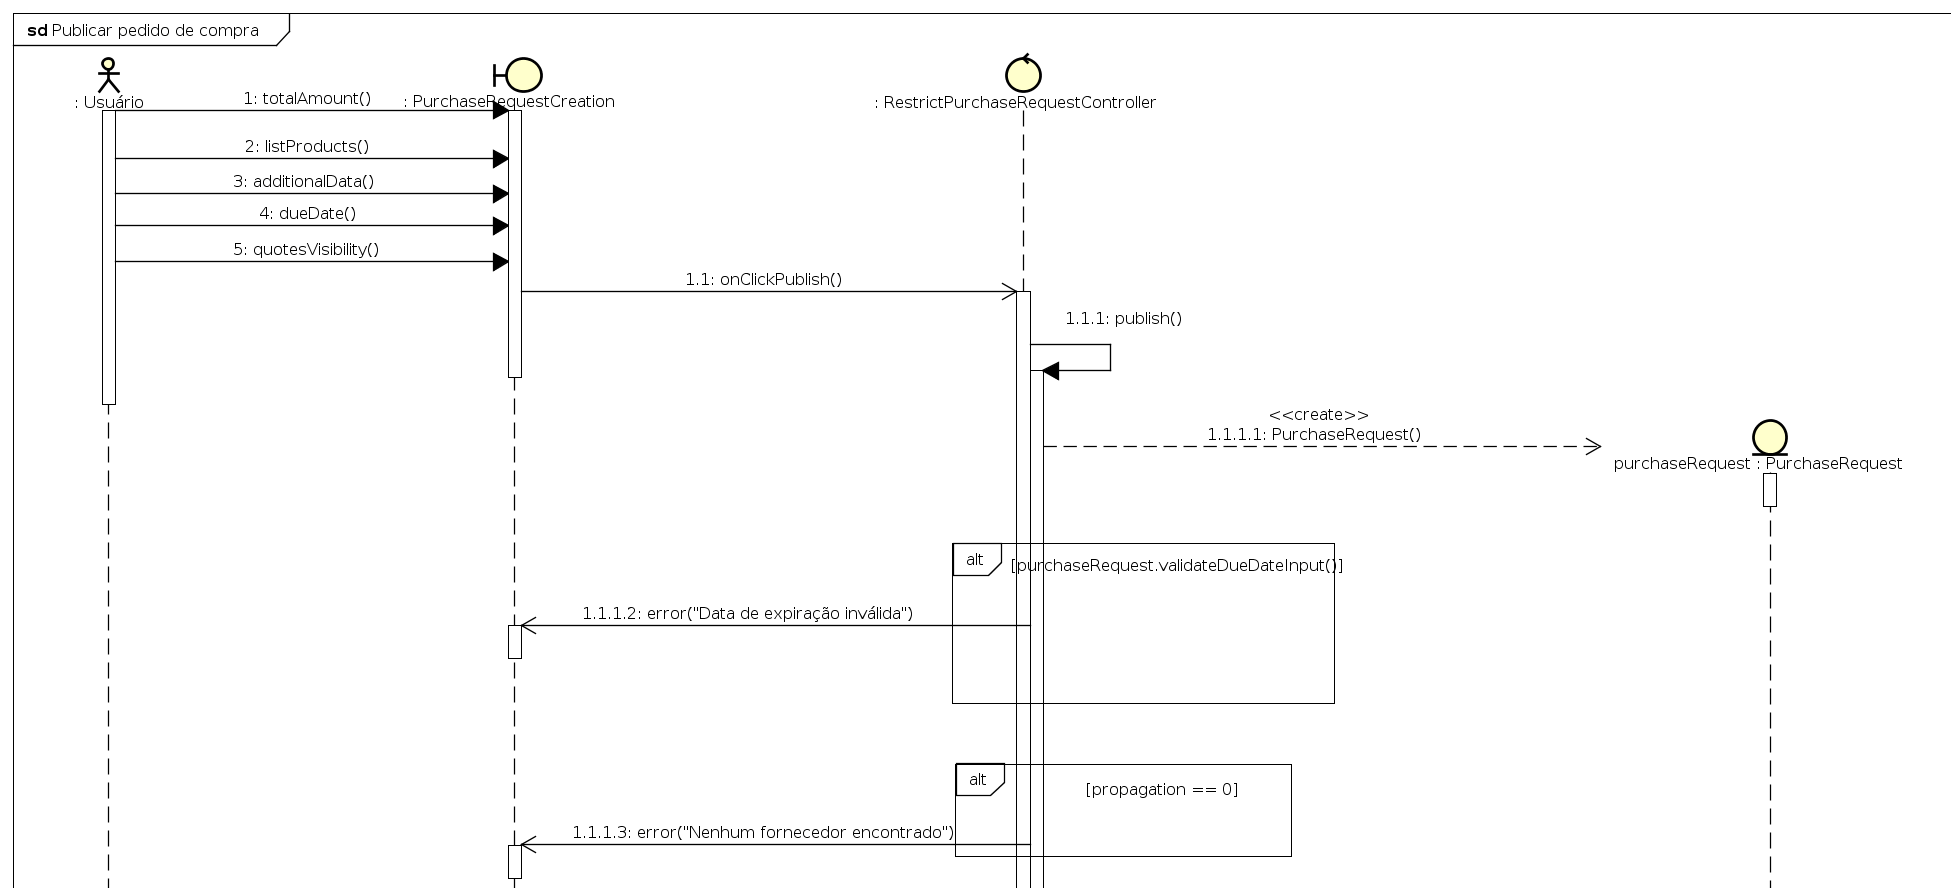 sd Publicar pedido de compra
: Usuário
1: totalAmount()
: PurchaseRequestCreation
: RestrictPurchaseRequestController
2: listProducts()
3: additionalData()
4: dueDate()
5: quotesVisibility()
1.1: onClickPublish()
1.1.1: publish()
<<create>>
1.1.1.1: PurchaseRequest()
purchaseRequest : PurchaseRequest
alt
[purchaseRequest.validateDueDateInput()]
1.1.1.2: error("Data de expiração inválida")
alt
[propagation == 0]
1.1.1.3: error("Nenhum fornecedor encontrado")